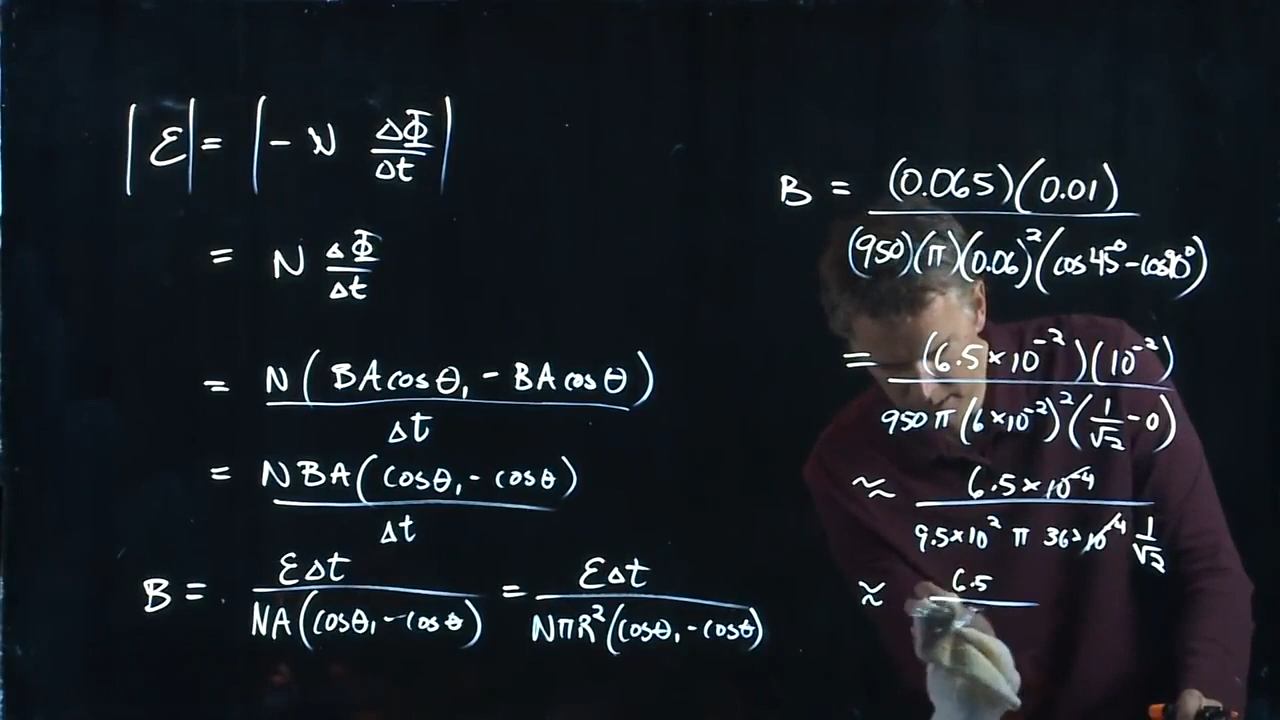 |ℰ| = |- N ΔΦ/Δt|
= N ΔΦ/Δt
= N(BAcosθ₁ - BAcosθ)/Δt
= NBA(cosθ₁ - cosθ)/Δt
B = ℰΔt/NA(cosθ₁ - cosθ) = ℰΔt/NπR²(cosθ₁ - cosθ)
B = (0.065)(0.01)/(950)(π)(0.06)²(cos45° - cos90°)
= (6.5×10⁻²)(10⁻²)/950π(6×10⁻²)²(1/√2 - 0)
≈ 6.5×10⁻⁴/9.5×10² π 36×10⁻⁴ 1/√2
≈ 6.5